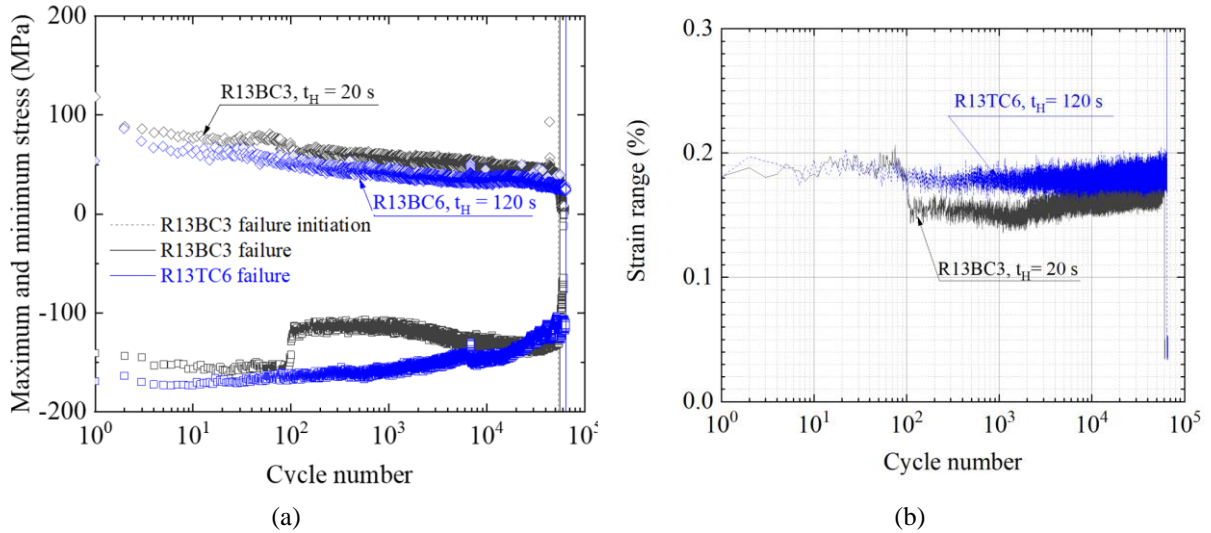 Maximum and minimum stress (MPa)
200
100
0
-100
-200
R13BC3, tH = 20 s
R13BC6, tH = 120 s
R13BC3 failure initiation
R13BC3 failure
R13TC6 failure
10^0 10^1 10^2 10^3 10^4 10^5
Cycle number
(a)
Strain range (%)
0.3
0.2
0.1
0.0
R13TC6, tH = 120 s
R13BC3, tH = 20 s
10^0 10^1 10^2 10^3 10^4 10^5
Cycle number
(b)